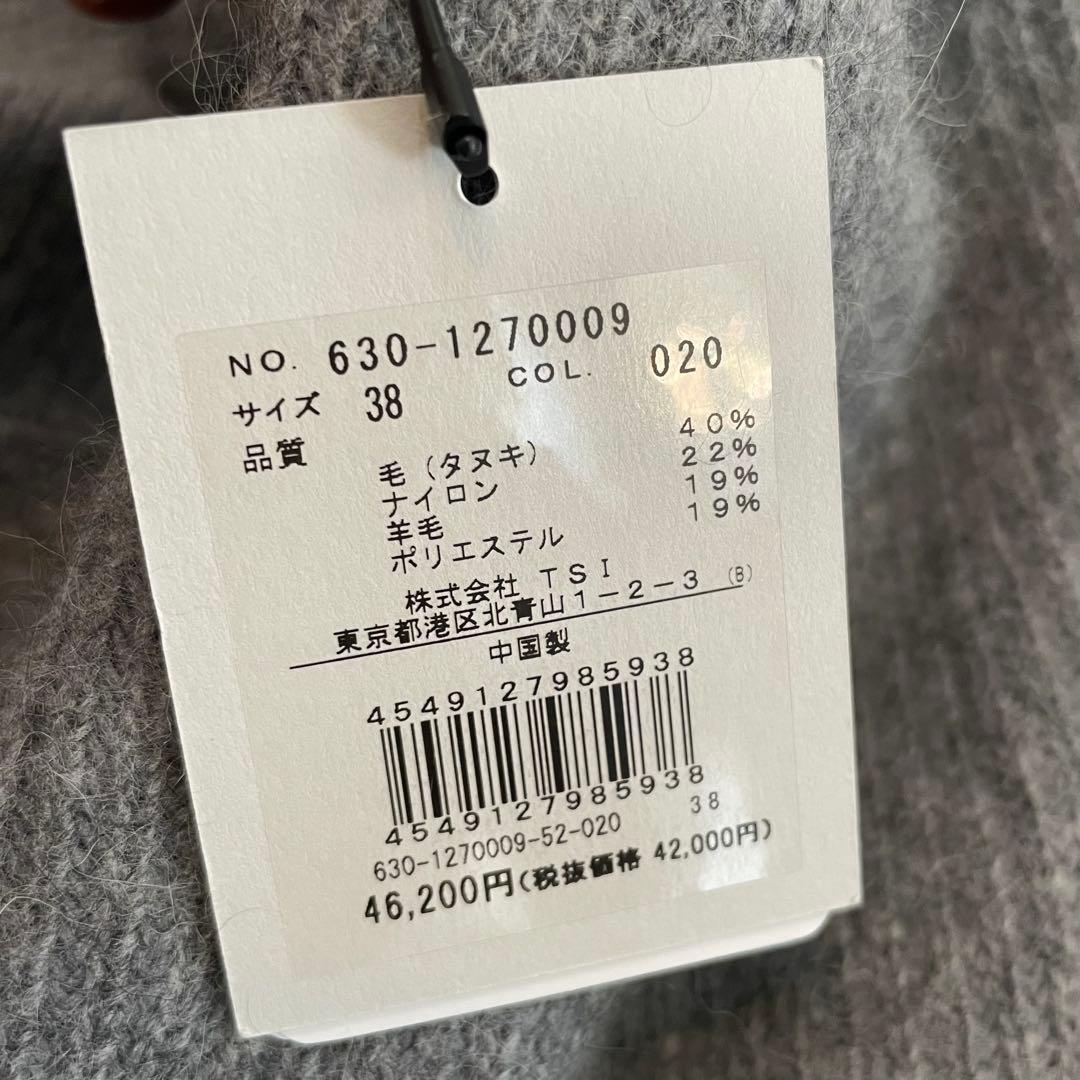 NO. 630-1270009
サイズ 38 COL. 020
品質
毛（タヌキ） 40%
ナイロン 22%
羊毛 19%
ポリエステル 19%
株式会社 TSI
東京都港区北青山1-2-3 (B)
中国製
4549127985938
4549127985938
630-1270009-52-020 38
46,200円(税抜価格 42,000円)